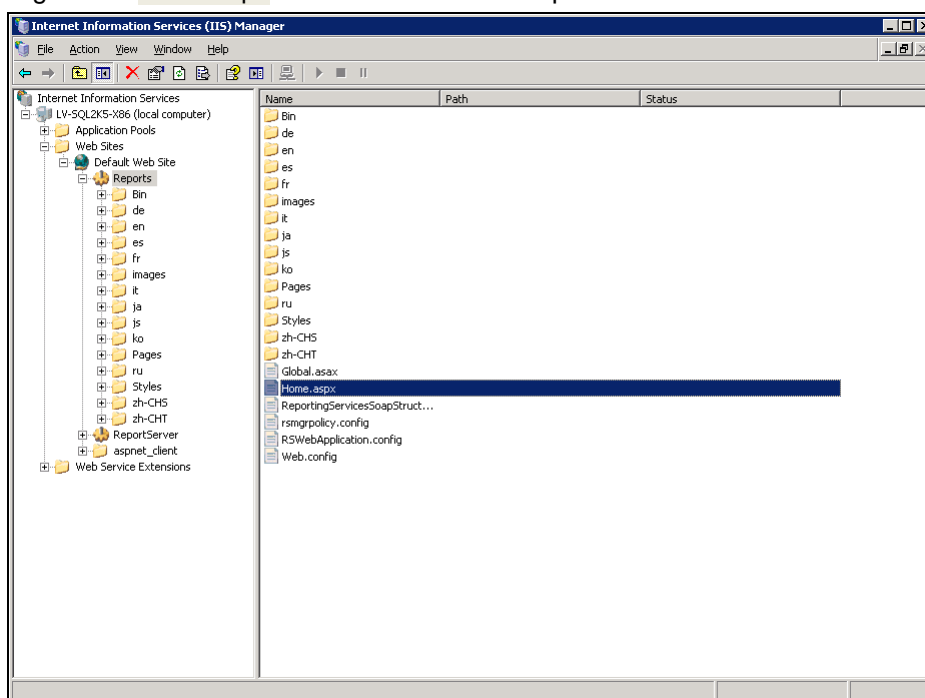 Internet Information Services (IIS) Manager
File Action View Window Help
Internet Information Services
LV-SQL2K5-X86 (local computer)
Application Pools
Web Sites
Default Web Site
Reports
Bin
de
en
es
fr
images
it
ja
js
ko
Pages
ru
Styles
zh-CHS
zh-CHT
ReportServer
aspnet_client
Web Service Extensions
Name Path Status
Bin
de
en
es
fr
images
it
ja
js
ko
Pages
ru
Styles
zh-CHS
zh-CHT
Global.asax
Home.aspx
ReportingServicesSoapStruct...
rsmgrpolicy.config
RSWebApplication.config
Web.config